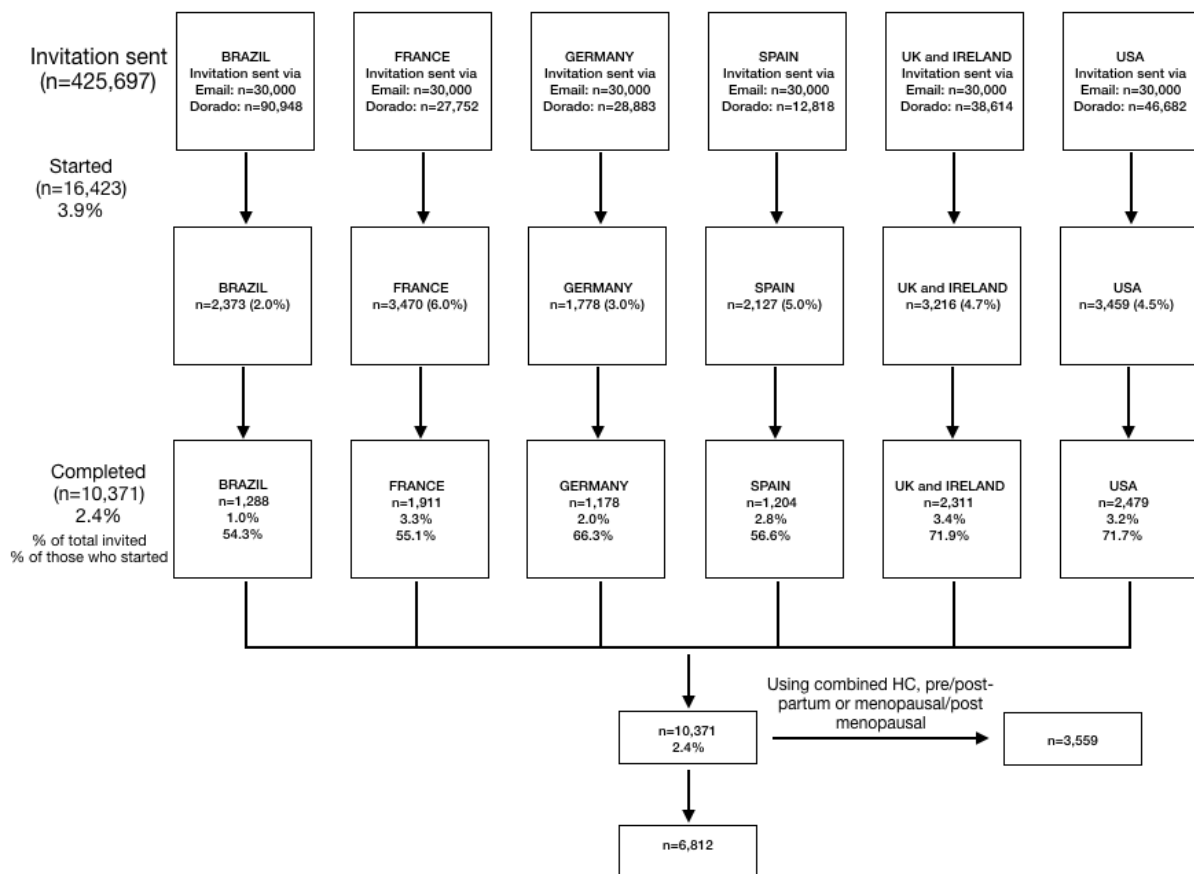 Invitation sent
(n=425,697)
BRAZIL
Invitation sent via
Email: n=30,000
Dorado: n=90,948
FRANCE
Invitation sent via
Email: n=30,000
Dorado: n=27,752
GERMANY
Invitation sent via
Email: n=30,000
Dorado: n=28,883
SPAIN
Invitation sent via
Email: n=30,000
Dorado: n=12,818
UK and IRELAND
Invitation sent via
Email: n=30,000
Dorado: n=38,614
USA
Invitation sent via
Email: n=30,000
Dorado: n=46,682
Started
(n=16,423)
3.9%
BRAZIL
n=2,373 (2.0%)
FRANCE
n=3,470 (6.0%)
GERMANY
n=1,778 (3.0%)
SPAIN
n=2,127 (5.0%)
UK and IRELAND
n=3,216 (4.7%)
USA
n=3,459 (4.5%)
Completed
(n=10,371)
2.4%
% of total invited
% of those who started
BRAZIL
n=1,288
1.0%
54.3%
FRANCE
n=1,911
3.3%
55.1%
GERMANY
n=1,178
2.0%
66.3%
SPAIN
n=1,204
2.8%
56.6%
UK and IRELAND
n=2,311
3.4%
71.9%
USA
n=2,479
3.2%
71.7%
Using combined HC, pre/post-
partum or menopausal/post
menopausal
n=10,371
2.4%
n=3,559
n=6,812